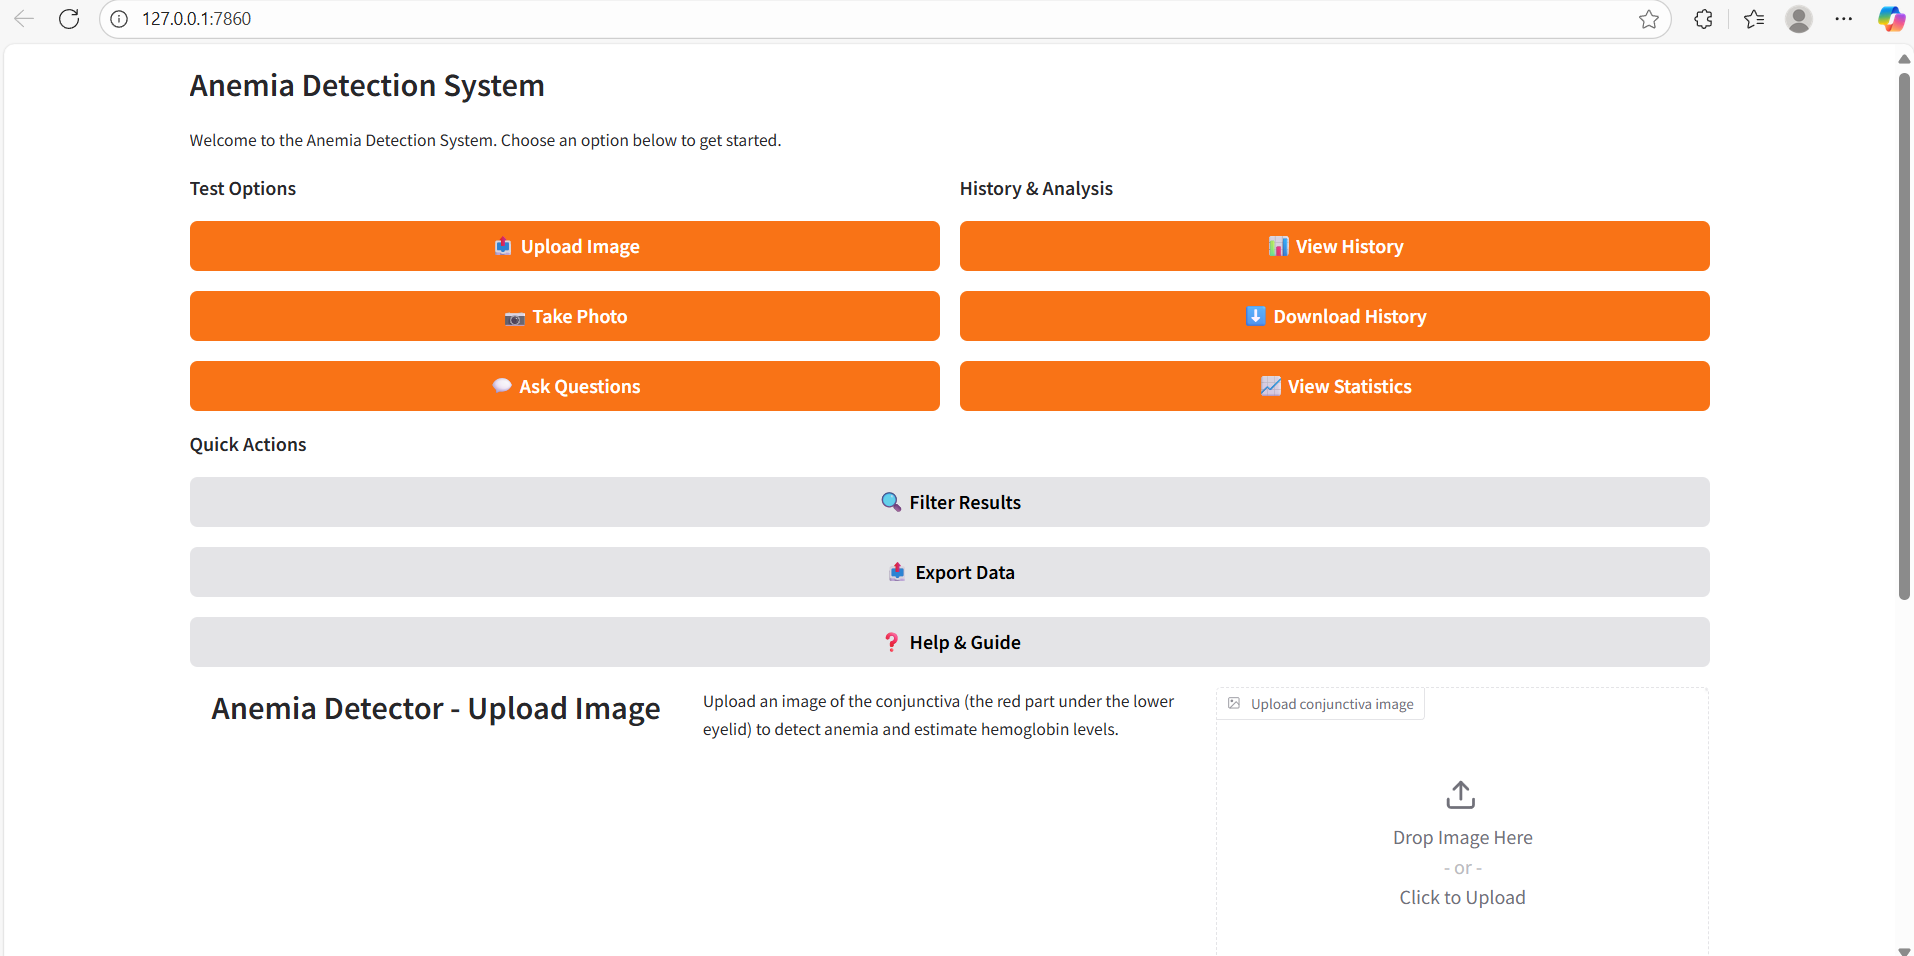 127.0.0.1:7860
Anemia Detection System
Welcome to the Anemia Detection System. Choose an option below to get started.
Test Options
Upload Image
Take Photo
Ask Questions
History & Analysis
View History
Download History
View Statistics
Quick Actions
Filter Results
Export Data
Help & Guide
Anemia Detector - Upload Image
Upload an image of the conjunctiva (the red part under the lower
eyelid) to detect anemia and estimate hemoglobin levels.
Upload conjunctiva image
Drop Image Here
- or -
Click to Upload